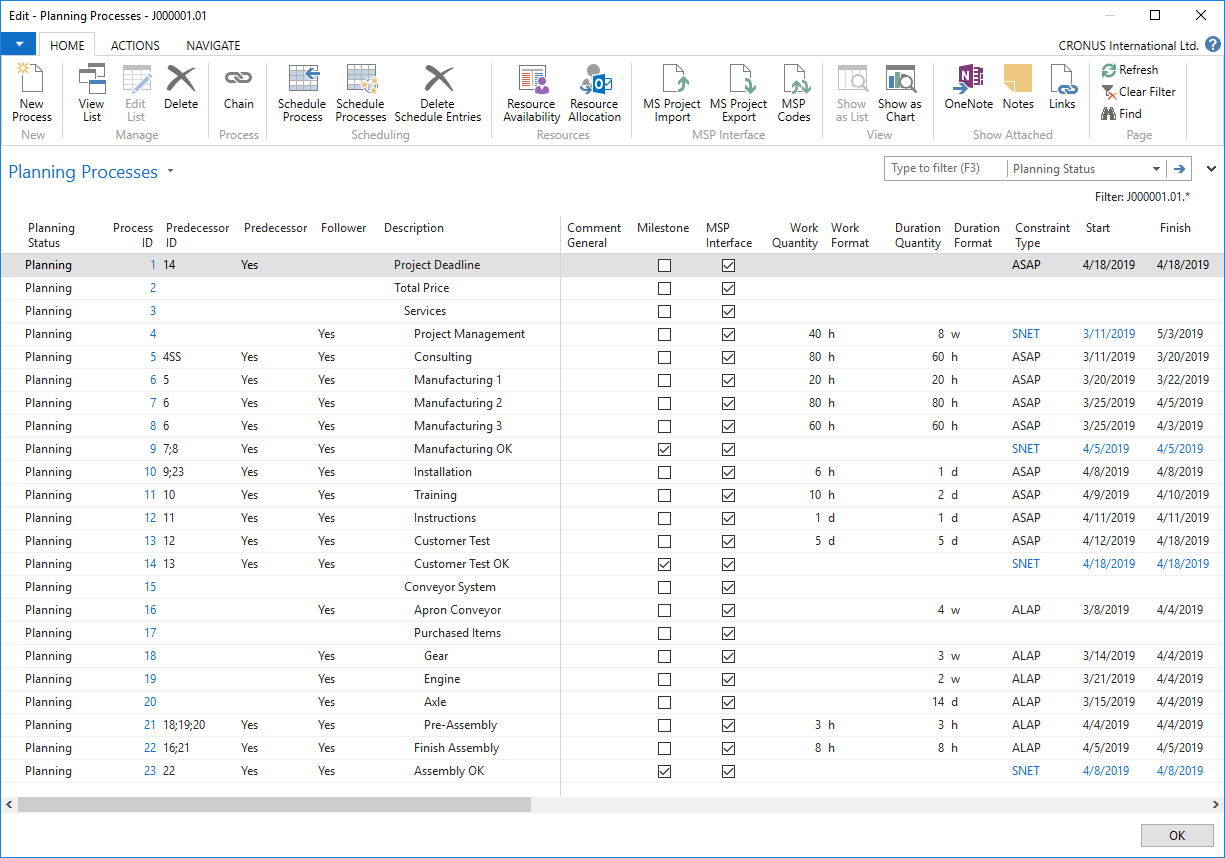 Edit - Planning Processes - J000001.01
HOME ACTIONS NAVIGATE CRONUS International Ltd. ?
New Process View List Edit List Delete Chain Schedule Process Schedule Processes Delete Schedule Entries Resource Availability Resource Allocation MS Project Import MS Project Export MSP Codes Show as List Show as Chart OneNote Notes Links Refresh
Clear Filter
Find
New Manage Process Scheduling Resources MSP Interface View Show Attached Page
Planning Processes Type to filter (F3) Planning Status
Filter: J000001.01.*
Planning Status Process ID Predecessor ID Predecessor Follower Description Comment General Milestone MSP Interface Work Quantity Work Format Duration Quantity Duration Format Constraint Type Start Finish
Planning 1 14 Yes Project Deadline ASAP 4/18/2019 4/18/2019
Planning 2 Total Price
Planning 3 Services
Planning 4 Yes Project Management 40 h 8 w SNET 3/11/2019 5/3/2019
Planning 5 4SS Yes Yes Consulting 80 h 60 h ASAP 3/11/2019 3/20/2019
Planning 6 5 Yes Yes Manufacturing 1 20 h 20 h ASAP 3/20/2019 3/22/2019
Planning 7 6 Yes Yes Manufacturing 2 80 h 80 h ASAP 3/25/2019 4/5/2019
Planning 8 6 Yes Yes Manufacturing 3 60 h 60 h ASAP 3/25/2019 4/3/2019
Planning 9 7;8 Yes Yes Manufacturing OK SNET 4/5/2019 4/5/2019
Planning 10 9;23 Yes Yes Installation 6 h 1 d ASAP 4/8/2019 4/8/2019
Planning 11 10 Yes Yes Training 10 h 2 d ASAP 4/9/2019 4/10/2019
Planning 12 11 Yes Yes Instructions 1 d 1 d ASAP 4/11/2019 4/11/2019
Planning 13 12 Yes Yes Customer Test 5 d 5 d ASAP 4/12/2019 4/18/2019
Planning 14 13 Yes Yes Customer Test OK SNET 4/18/2019 4/18/2019
Planning 15 Conveyor System
Planning 16 Yes Apron Conveyor 4 w ALAP 3/8/2019 4/4/2019
Planning 17 Purchased Items
Planning 18 Yes Gear 3 w ALAP 3/14/2019 4/4/2019
Planning 19 Yes Engine 2 w ALAP 3/21/2019 4/4/2019
Planning 20 Yes Axle 14 d ALAP 3/15/2019 4/4/2019
Planning 21 18;19;20 Yes Yes Pre-Assembly 3 h 3 h ALAP 4/4/2019 4/4/2019
Planning 22 16;21 Yes Yes Finish Assembly 8 h 8 h ALAP 4/5/2019 4/5/2019
Planning 23 22 Yes Yes Assembly OK SNET 4/8/2019 4/8/2019
OK